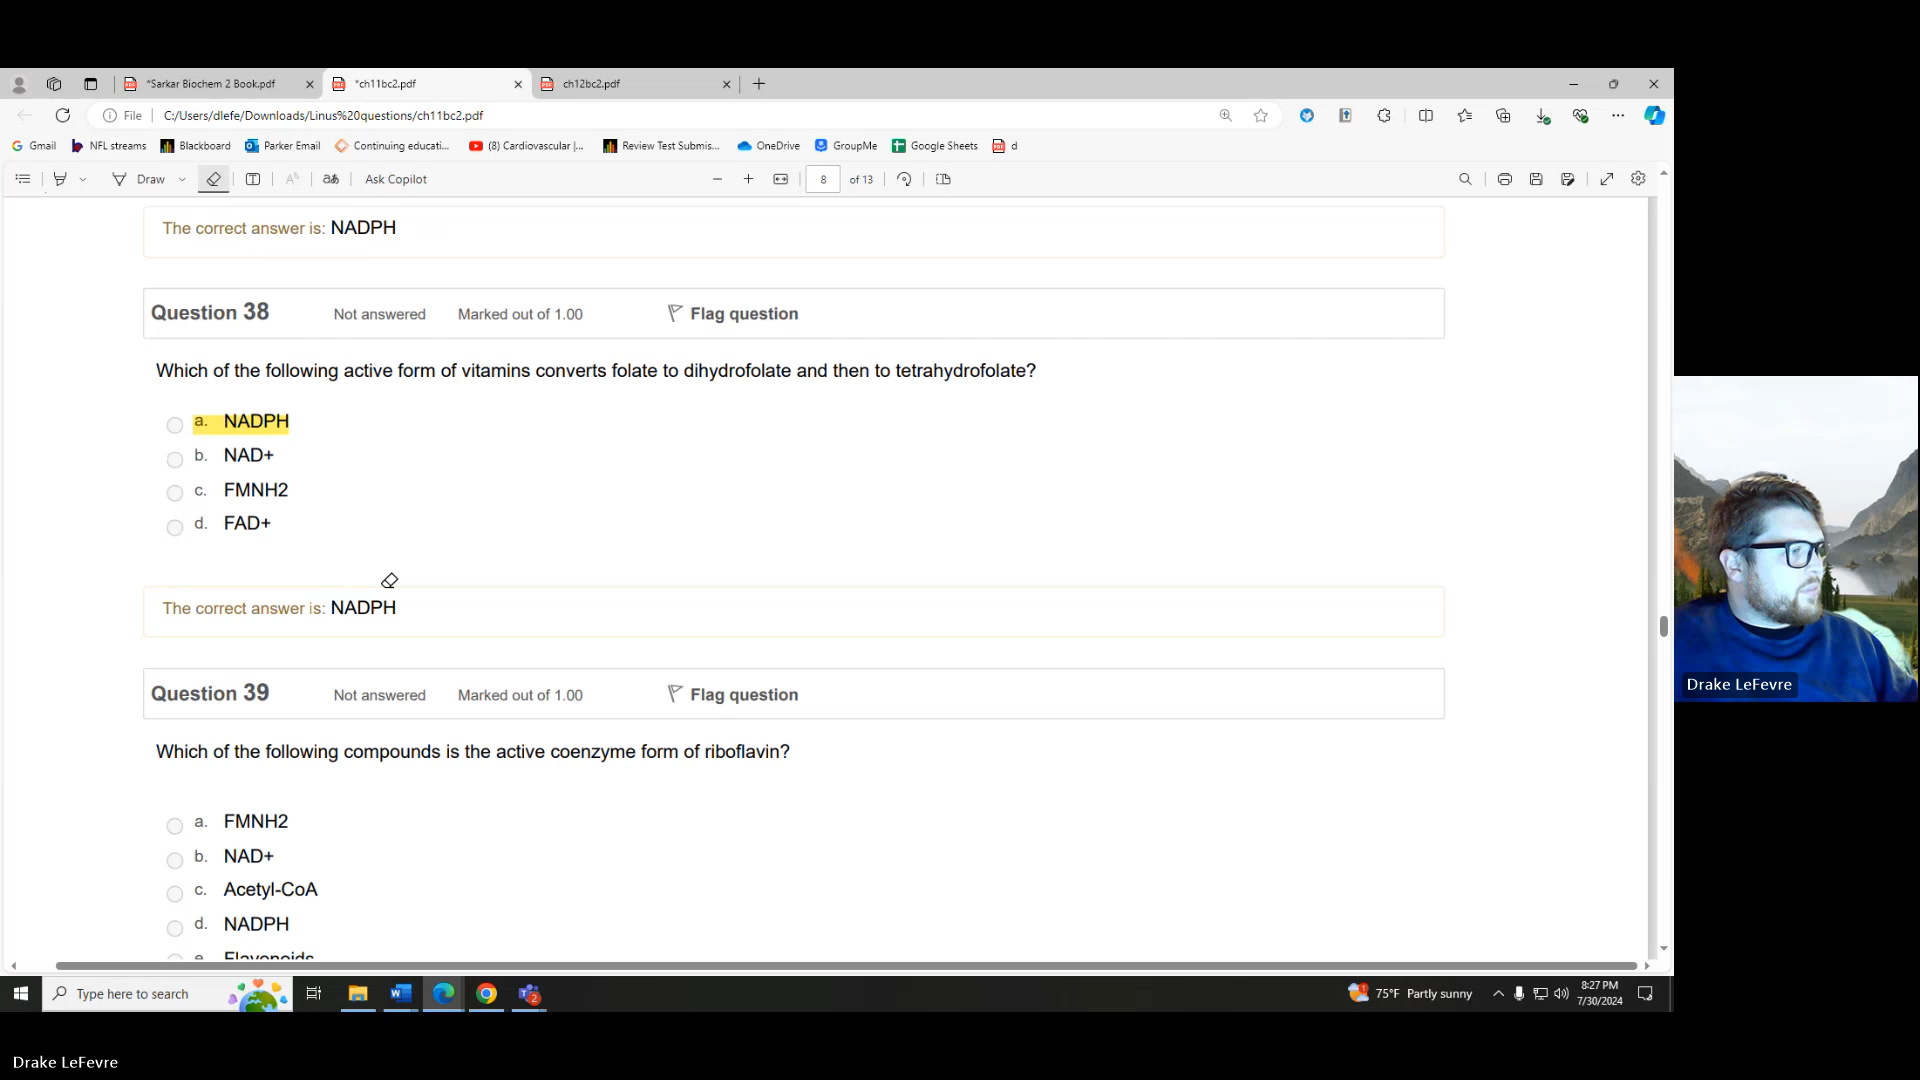 *Sarkar Biochem 2 Book.pdf
*ch11bc2.pdf
ch12bc2.pdf
File
C:/Users/dlefe/Downloads/Linus%20questions/ch11bc2.pdf
Gmail
NFL streams
Blackboard
Parker Email
Continuing educati...
(8) Cardiovascular |...
Review Test Submis...
OneDrive
GroupMe
Google Sheets
d
Draw
Ask Copilot
8
of 13
The correct answer is: NADPH
Question 38 Not answered Marked out of 1.00 Flag question
Which of the following active form of vitamins converts folate to dihydrofolate and then to tetrahydrofolate?
a. NADPH
b. NAD+
c. FMNH2
d. FAD+
The correct answer is: NADPH
Question 39 Not answered Marked out of 1.00 Flag question
Which of the following compounds is the active coenzyme form of riboflavin?
a. FMNH2
b. NAD+
c. Acetyl-CoA
d. NADPH
e. Flavonoids
Drake LeFevre
Type here to search
2
1
75°F Partly sunny
8:27 PM
7/30/2024
Drake LeFevre